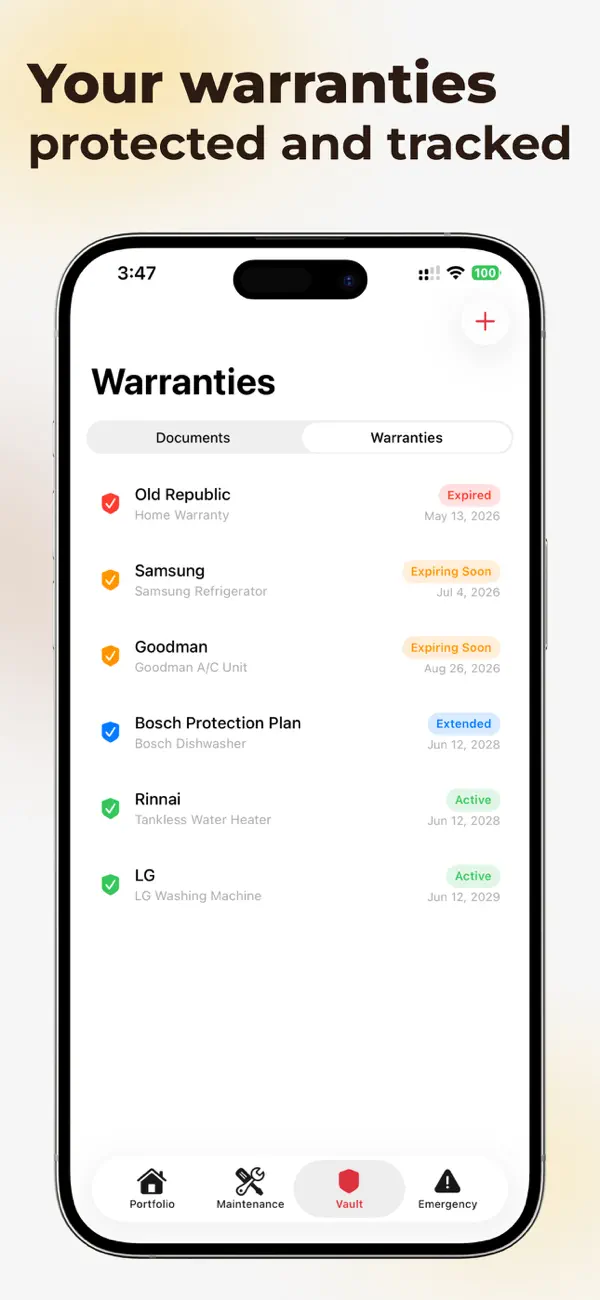 Your warranties
protected and tracked
3:47
100
Warranties
Documents
Warranties
Old Republic
Expired
Home Warranty
May 13, 2026
Samsung
Expiring Soon
Samsung Refrigerator
Jul 4, 2026
Goodman
Expiring Soon
Goodman A/C Unit
Aug 26, 2026
Bosch Protection Plan
Extended
Bosch Dishwasher
Jun 12, 2028
Rinnai
Active
Tankless Water Heater
Jun 12, 2028
LG
Active
LG Washing Machine
Jun 12, 2029
Portfolio
Maintenance
Vault
Emergency